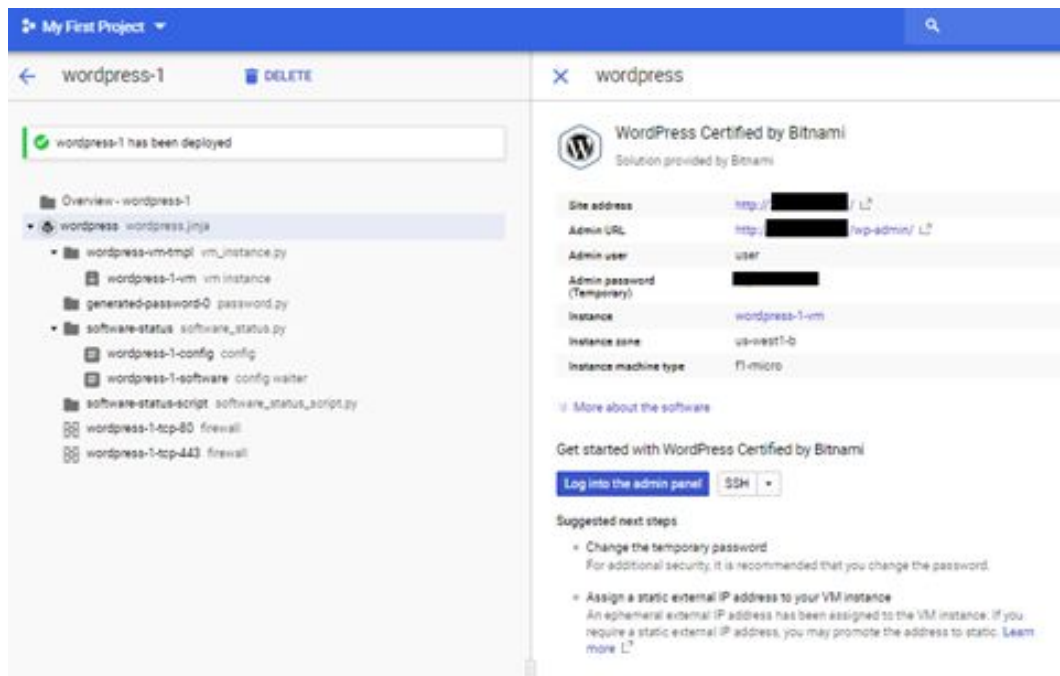 My First Project
wordpress-1
DELETE
wordpress-1 has been deployed
Overview - wordpress-1
wordpress wordpress.jinja
wordpress-vm-tmpl vm_instance.py
wordpress-1-vm vm instance
generated-password-0 password.py
software-status software_status.py
wordpress-1-config config
wordpress-1-software config waiter
software-status-script software_status_script.py
wordpress-1-tcp-80 firewall
wordpress-1-tcp-443 firewall
wordpress
WordPress Certified by Bitnami
Solution provided by Bitnami
Site address http:// /
Admin URL http:/ /wp-admin/
Admin user user
Admin password
(Temporary)
Instance wordpress-1-vm
Instance zone us-west1-b
Instance machine type f1-micro
More about the software
Get started with WordPress Certified by Bitnami
Log into the admin panel SSH
Suggested next steps
Change the temporary password
For additional security, it is recommended that you change the password.
Assign a static external IP address to your VM instance
An ephemeral external IP address has been assigned to the VM instance. If you
require a static external IP address, you may promote the address to static. Learn
more